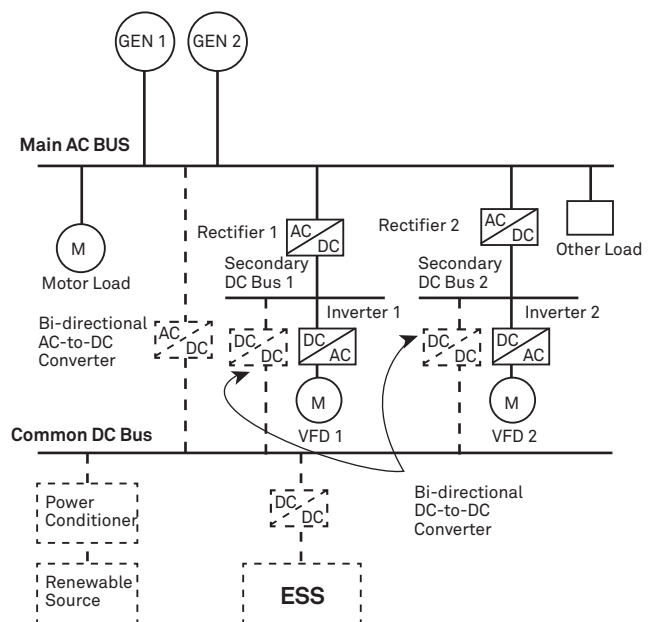 GEN 1
GEN 2
Main AC BUS
M
Motor Load
Rectifier 1
AC
DC
Rectifier 2
AC
DC
Other Load
Secondary
DC Bus 1
Secondary
DC Bus 2
Inverter 1
Inverter 2
Bi-directional
AC-to-DC
Converter
AC
DC
DC
DC
DC
AC
DC
DC
DC
AC
M
VFD 1
M
VFD 2
Common DC Bus
Power
Conditioner
Renewable
Source
DC
DC
ESS
Bi-directional
DC-to-DC
Converter